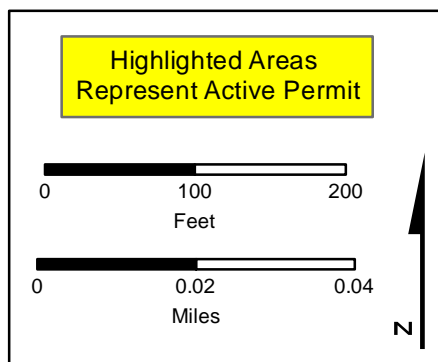 Highlighted Areas
Represent Active Permit
0 100 200
Feet
0 0.02 0.04
Miles
N